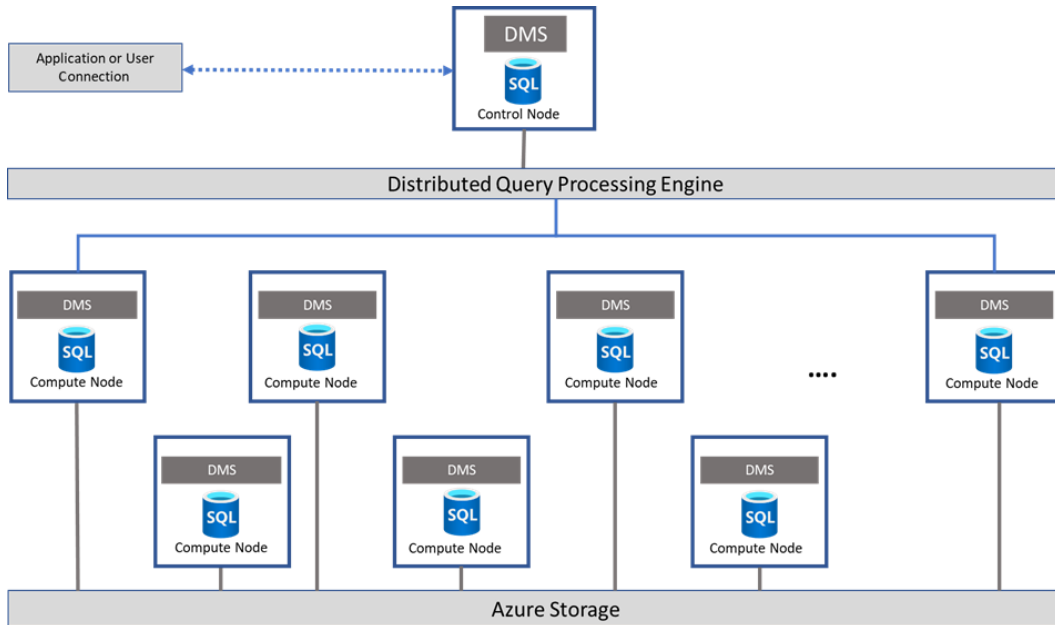 DMS
Application or User
Connection
SQL
Control Node
Distributed Query Processing Engine
DMS
SQL
Compute Node
DMS
SQL
Compute Node
DMS
SQL
Compute Node
....
DMS
SQL
Compute Node
DMS
SQL
Compute Node
DMS
SQL
Compute Node
DMS
SQL
Compute Node
Azure Storage